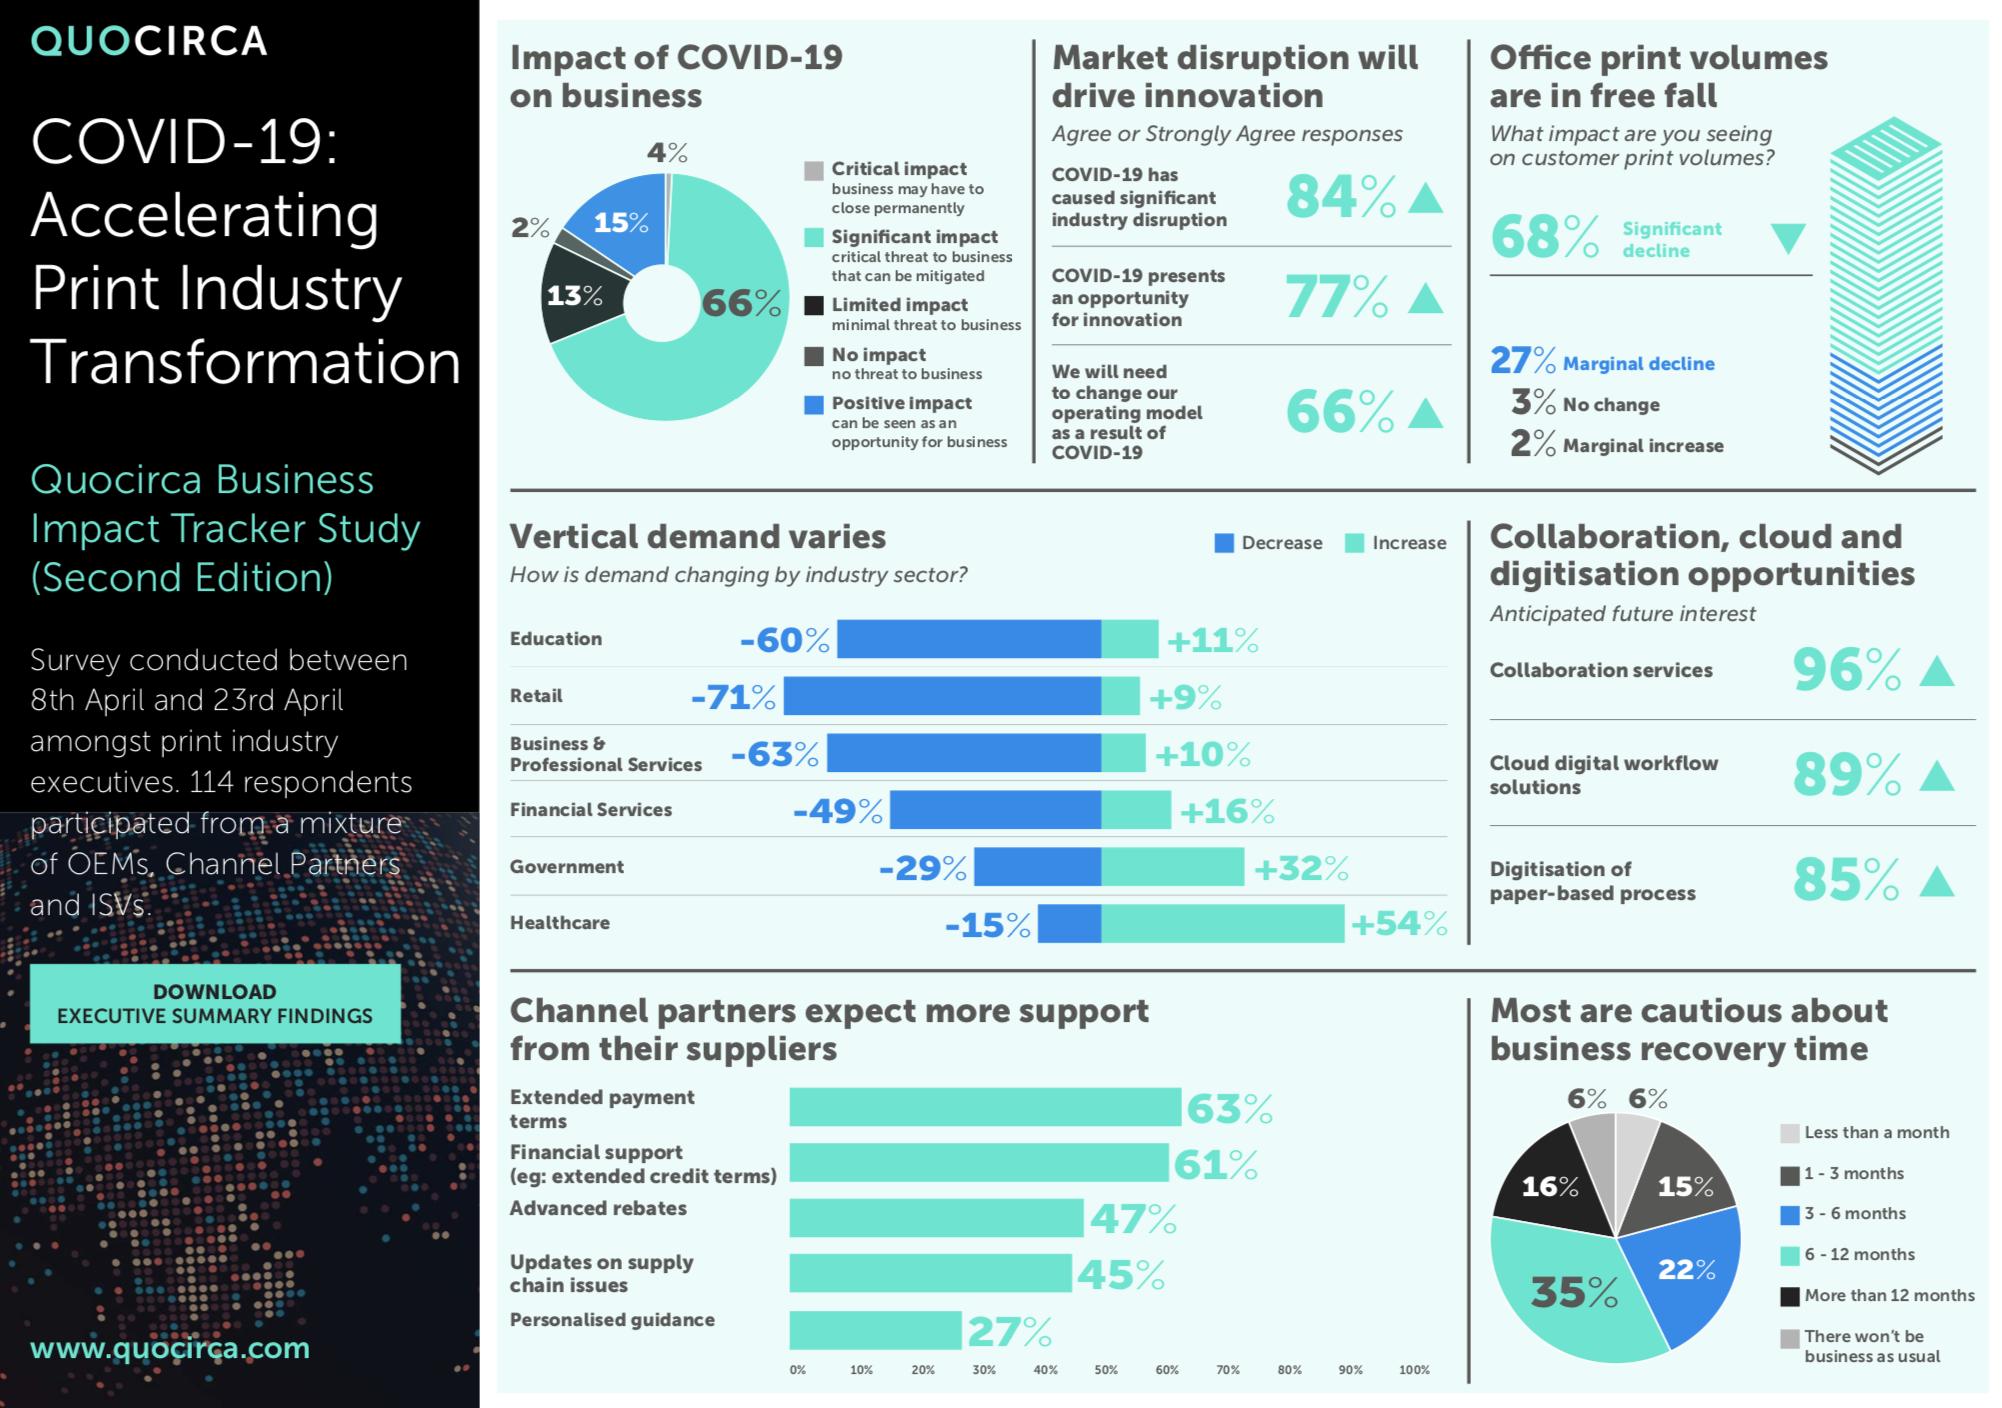 QUOCIRCA
COVID-19:
Accelerating
Print Industry
Transformation
Quocirca Business
Impact Tracker Study
(Second Edition)
Survey conducted between
8th April and 23rd April
amongst print industry
executives. 114 respondents
participated from a mixture
of OEMs, Channel Partners
and ISVs.
DOWNLOAD
EXECUTIVE SUMMARY FINDINGS
www.quocirca.com
Impact of COVID-19
on business
4%
2%
15%
13%
66%
Critical impact
business may have to
close permanently
Significant impact
critical threat to business
that can be mitigated
Limited impact
minimal threat to business
No impact
no threat to business
Positive impact
can be seen as an
opportunity for business
Market disruption will
drive innovation
Agree or Strongly Agree responses
COVID-19 has
caused significant
industry disruption
84%
COVID-19 presents
an opportunity
for innovation
77%
We will need
to change our
operating model
as a result of
COVID-19
66%
Office print volumes
are in free fall
What impact are you seeing
on customer print volumes?
68% Significant
decline
27% Marginal decline
3% No change
2% Marginal increase
Vertical demand varies
Decrease Increase
How is demand changing by industry sector?
Education -60% +11%
Retail -71% +9%
Business &
Professional Services -63% +10%
Financial Services -49% +16%
Government -29% +32%
Healthcare -15% +54%
Collaboration, cloud and
digitisation opportunities
Anticipated future interest
Collaboration services 96%
Cloud digital workflow
solutions
89%
Digitisation of
paper-based process
85%
Channel partners expect more support
from their suppliers
Extended payment
terms
63%
Financial support
(eg: extended credit terms)
61%
Advanced rebates 47%
Updates on supply
chain issues
45%
Personalised guidance 27%
0% 10% 20% 30% 40% 50% 60% 70% 80% 90% 100%
Most are cautious about
business recovery time
6% 6%
16% 15%
22%
35%
Less than a month
1 - 3 months
3 - 6 months
6 - 12 months
More than 12 months
There won't be
business as usual